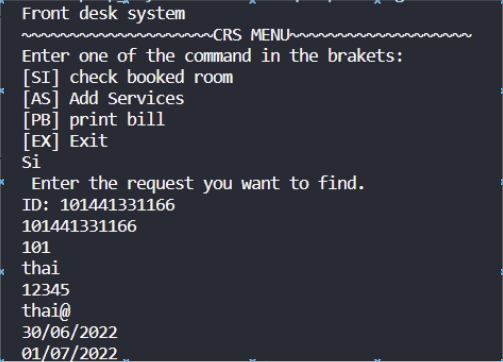 Front desk system
~~~~~~~~~~~~~~~~~~~~~CRS MENU~~~~~~~~~~~~~~~~~~~~
Enter one of the command in the brakets:
[SI] check booked room
[AS] Add Services
[PB] print bill
[EX] Exit
Si
Enter the request you want to find.
ID: 101441331166
101441331166
101
thai
12345
thai@
30/06/2022
01/07/2022